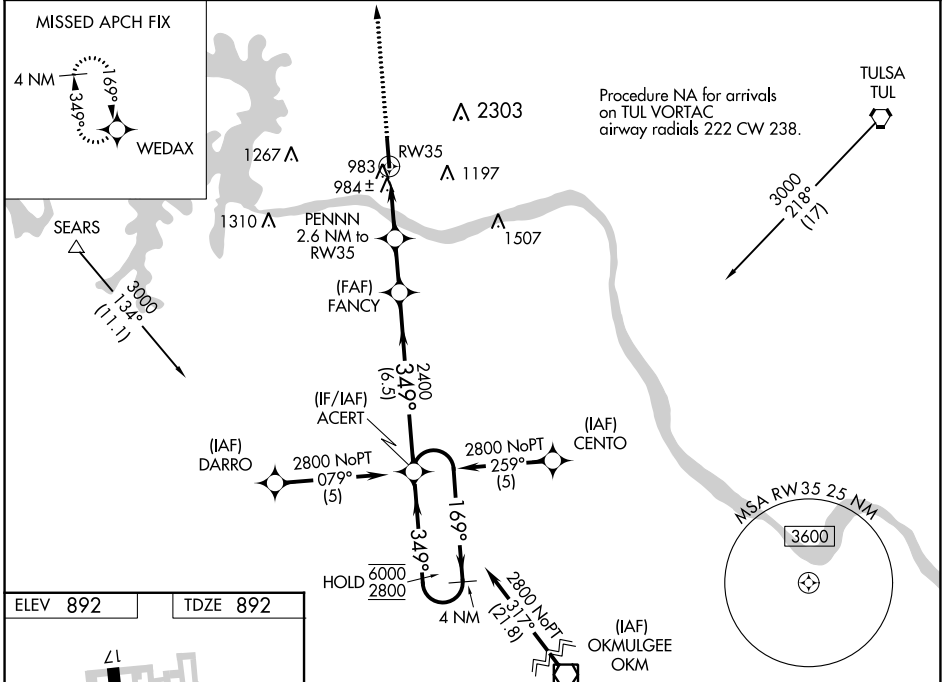 MISSED APCH FIX
4 NM
169°
349°
WEDAX
2303
Procedure NA for arrivals
on TUL VORTAC
airway radials 222 CW 238.
TULSA
TUL
3000
218°
(17)
1267
983
RW35
984±
1197
1310
PENNN
2.6 NM to
RW35
1507
SEARS
3000
134°
(11.1)
(FAF)
FANCY
2400
349°
(6.5)
(IF/IAF)
ACERT
(IAF)
DARRO
2800 NoPT
079°
(5)
2800 NoPT
259°
(5)
(IAF)
CENTO
349°
169°
HOLD
6000
2800
4 NM
2800 NoPT
317°
(21.8)
(IAF)
OKMULGEE
OKM
MSA RW35 25 NM
3600
ELEV 892
TDZE 892
17